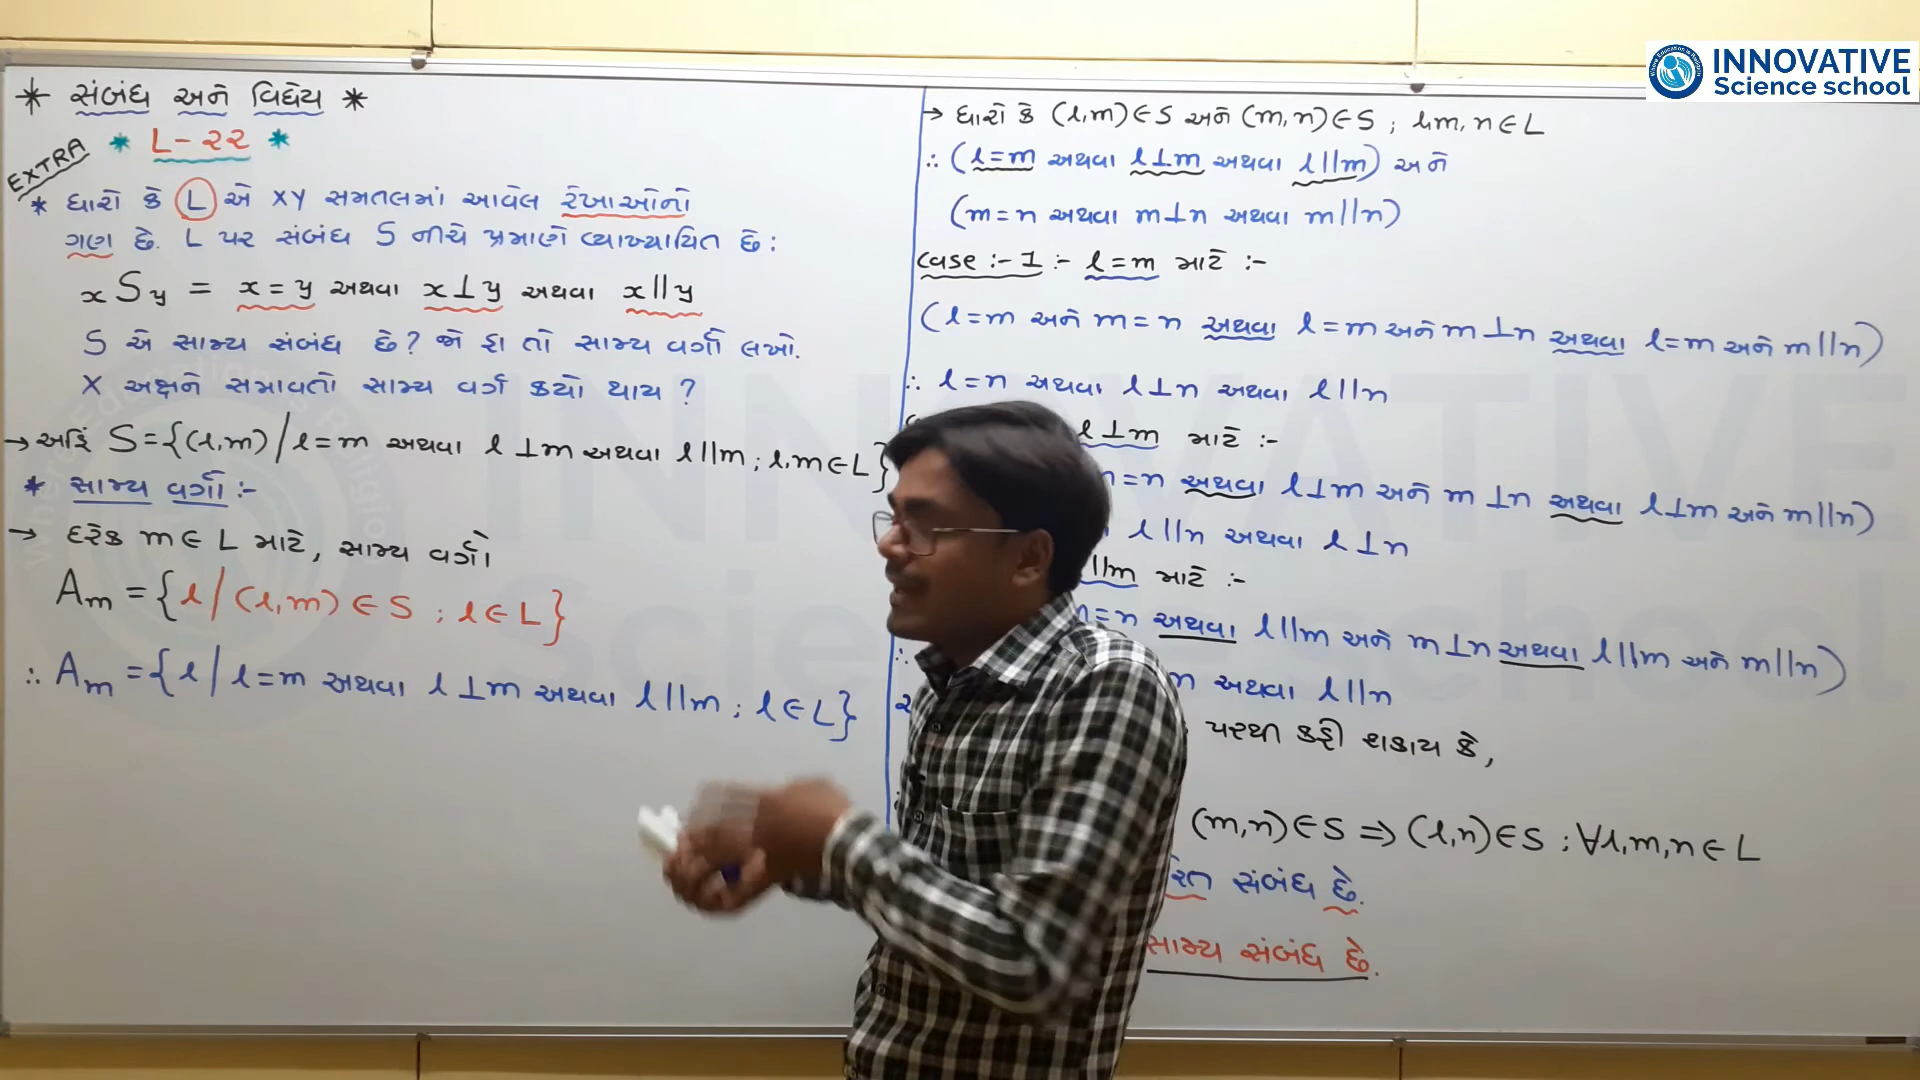 INNOVATIVE
Science school
* સંબંધ અને વિધેય *
* L-૨૨ *
EXTRA
* ધારો કે L એ XY સમતલમાં આવેલ રેખાઓનો
ગણ છે. L પર સંબંધ S નીચે પ્રમાણે વ્યાખ્યાયિત છે:
xSy = x=y અથવા x⊥y અથવા x||y
S એ સામ્ય સંબંધ છે? જો હા તો સામ્ય વર્ગો લખો.
X અક્ષને સમાવતો સામ્ય વર્ગ કયો થાય?
→ અહિં S={(l,m)/l=m અથવા l⊥m અથવા l||m; l,m∈L}
* સામ્ય વર્ગો :-
→ દરેક m∈L માટે, સામ્ય વર્ગો
Am = {l/(l,m)∈S ; l∈L}
∴ Am = {l/l=m અથવા l⊥m અથવા l||m; l∈L}
→ ધારો કે (l,m)∈S અને (m,n)∈S ; l,m,n∈L
∴ (l=m અથવા l⊥m અથવા l||m) અને
(m=n અથવા m⊥n અથવા m||n)
Case :- 1 :- l=m માટે :-
(l=m અને m=n અથવા l=m અને m⊥n અથવા l=m અને m||n)
∴ l=n અથવા l⊥n અથવા l||n
l⊥m માટે :-
=n અથવા l⊥m અને m⊥n અથવા l⊥m અને m||n)
l||n અથવા l⊥n
||m માટે :-
=n અથવા l||m અને m⊥n અથવા l||m અને m||n)
∴ n અથવા l||n
પરથી કહી શકાય કે,
(m,n)∈S ⇒ (l,n)∈S ; ∀l,m,n∈L
સંબંધ છે.
સામ્ય સંબંધ છે.